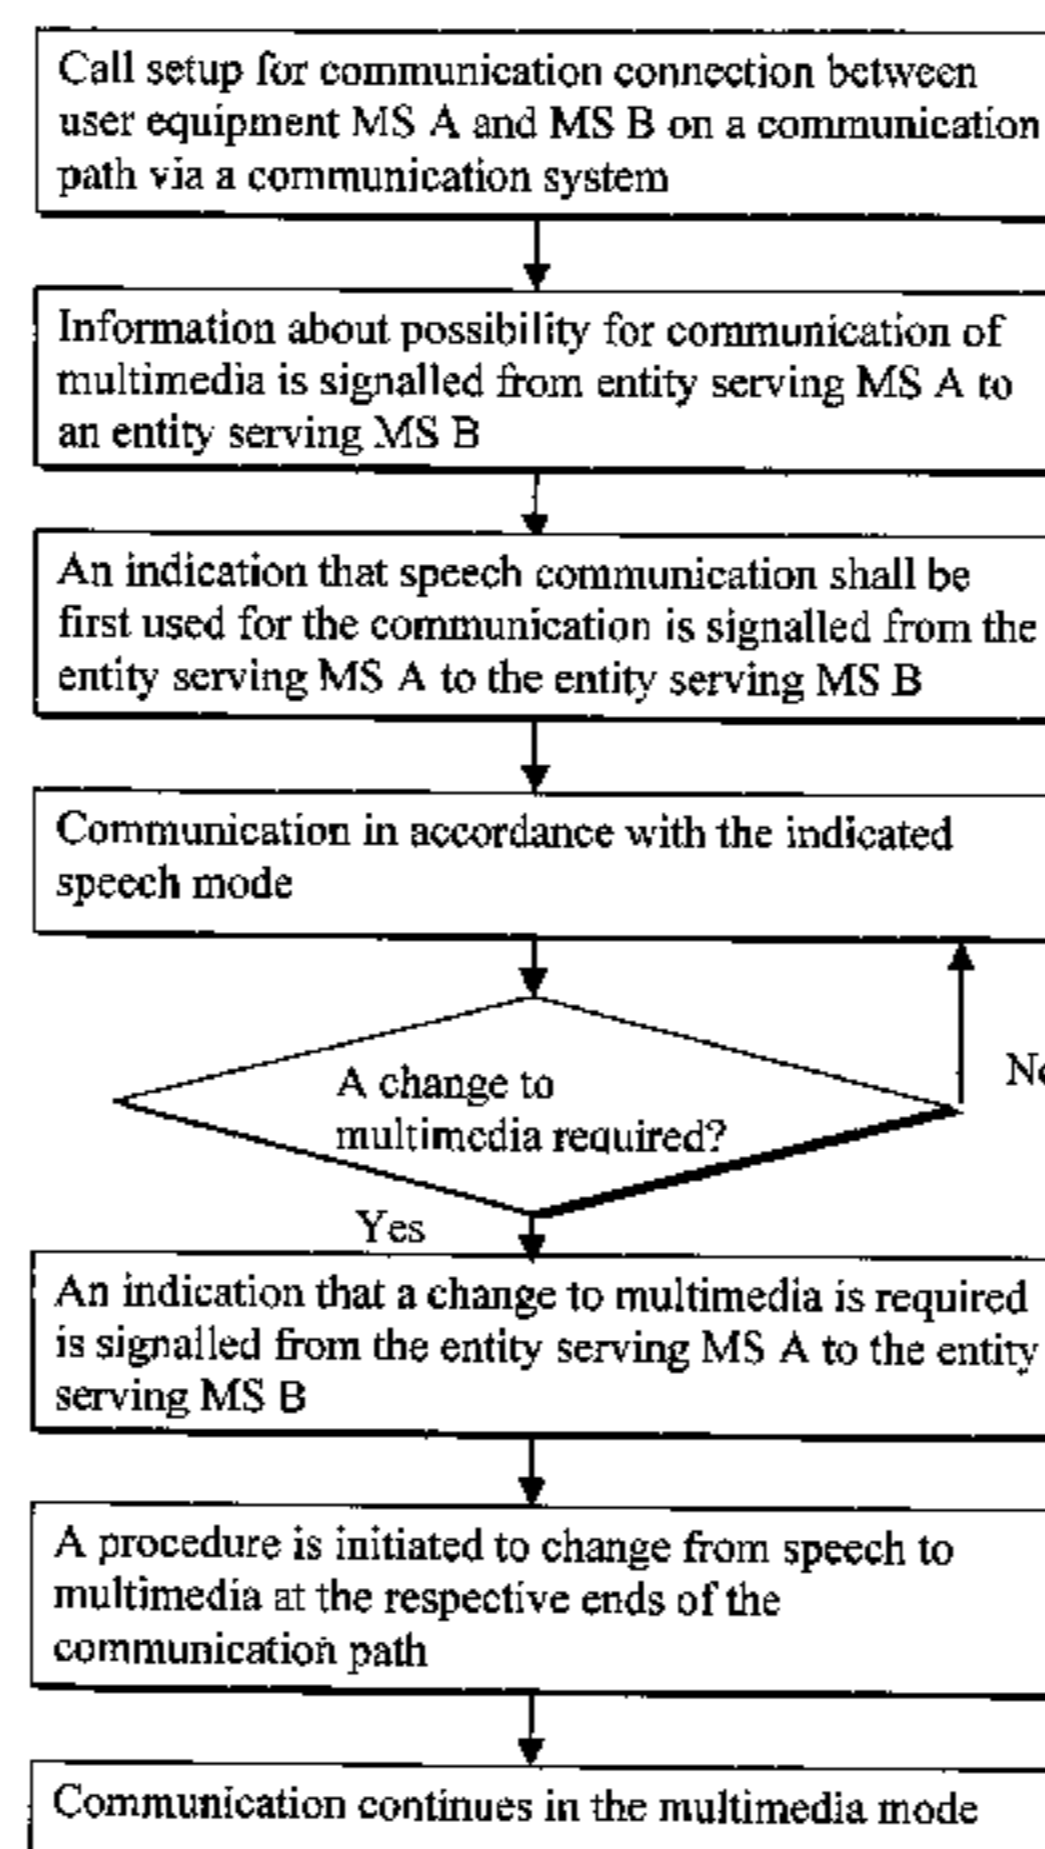 Call setup for communication connection between
user equipment MS A and MS B on a communication
path via a communication system
Information about possibility for communication of
multimedia is signalled from entity serving MS A to
an entity serving MS B
An indication that speech communication shall be
first used for the communication is signalled from the
entity serving MS A to the entity serving MS B
Communication in accordance with the indicated
speech mode
A change to
multimedia required?
Yes
An indication that a change to multimedia is required
is signalled from the entity serving MS A to the entity
serving MS B
A procedure is initiated to change from speech to
multimedia at the respective ends of the
communication path
Communication continues in the multimedia mode